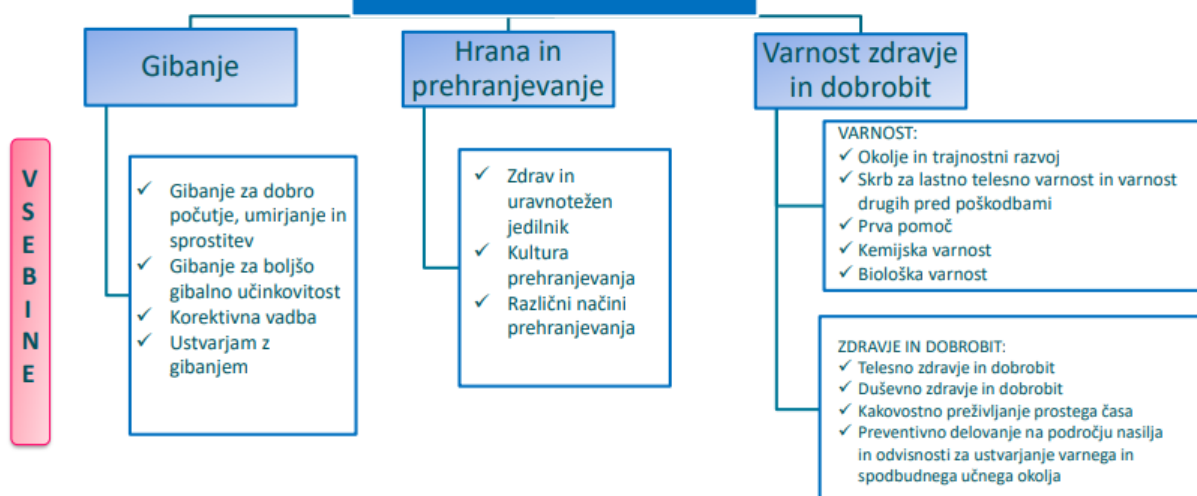 Gibanje
Hrana in
prehranjevanje
Varnost zdravje
in dobrobit
V
S
E
B
I
N
E
✓ Gibanje za dobro
počutje, umirjanje in
sprostitev
✓ Gibanje za boljšo
gibalno učinkovitost
✓ Korektivna vadba
✓ Ustvarjam z
gibanjem
✓ Zdrav in
uravnotežen
jedilnik
✓ Kultura
prehranjevanja
✓ Različni načini
prehranjevanja
VARNOST:
✓ Okolje in trajnostni razvoj
✓ Skrb za lastno telesno varnost in varnost
drugih pred poškodbami
✓ Prva pomoč
✓ Kemijska varnost
✓ Biološka varnost
ZDRAVJE IN DOBROBIT:
✓ Telesno zdravje in dobrobit
✓ Duševno zdravje in dobrobit
✓ Kakovostno preživljanje prostega časa
✓ Preventivno delovanje na področju nasilja
in odvisnosti za ustvarjanje varnega in
spodbudnega učnega okolja